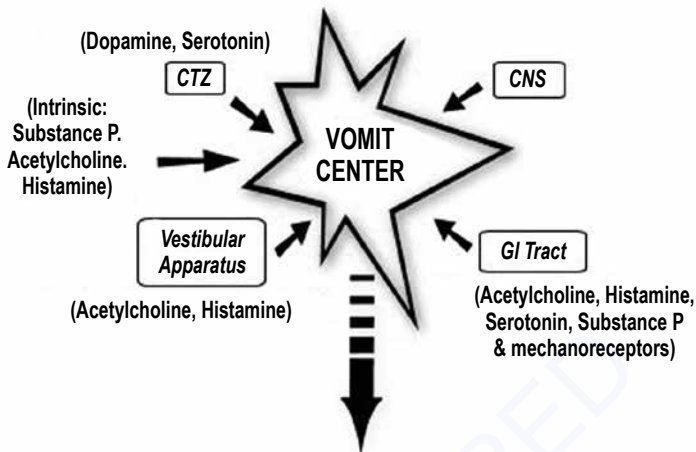 (Dopamine, Serotonin)
CTZ
CNS
(Intrinsic:
Substance P.
Acetylcholine.
Histamine)
VOMIT
CENTER
Vestibular
Apparatus
(Acetylcholine, Histamine)
GI Tract
(Acetylcholine, Histamine,
Serotonin, Substance P
& mechanoreceptors)